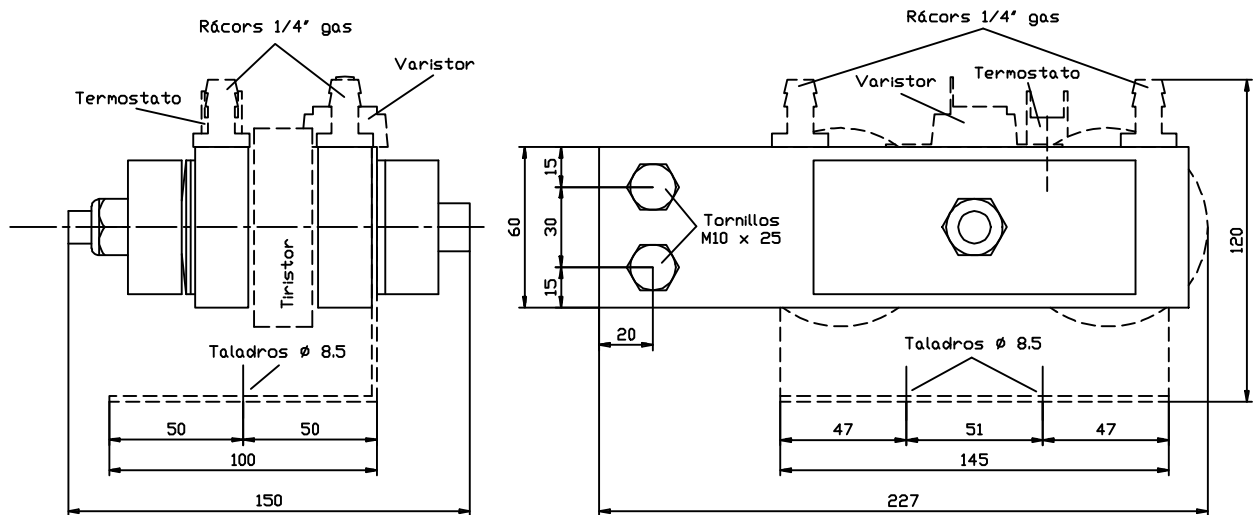 Rácors 1/4" gas
Varistor
Termostato
Tiristor
Taladros ø 8.5
50
50
100
150
Rácors 1/4" gas
Varistor
Termostato
15
30
15
60
Tornillos
M10 x 25
120
20
Taladros ø 8.5
47
51
47
145
227